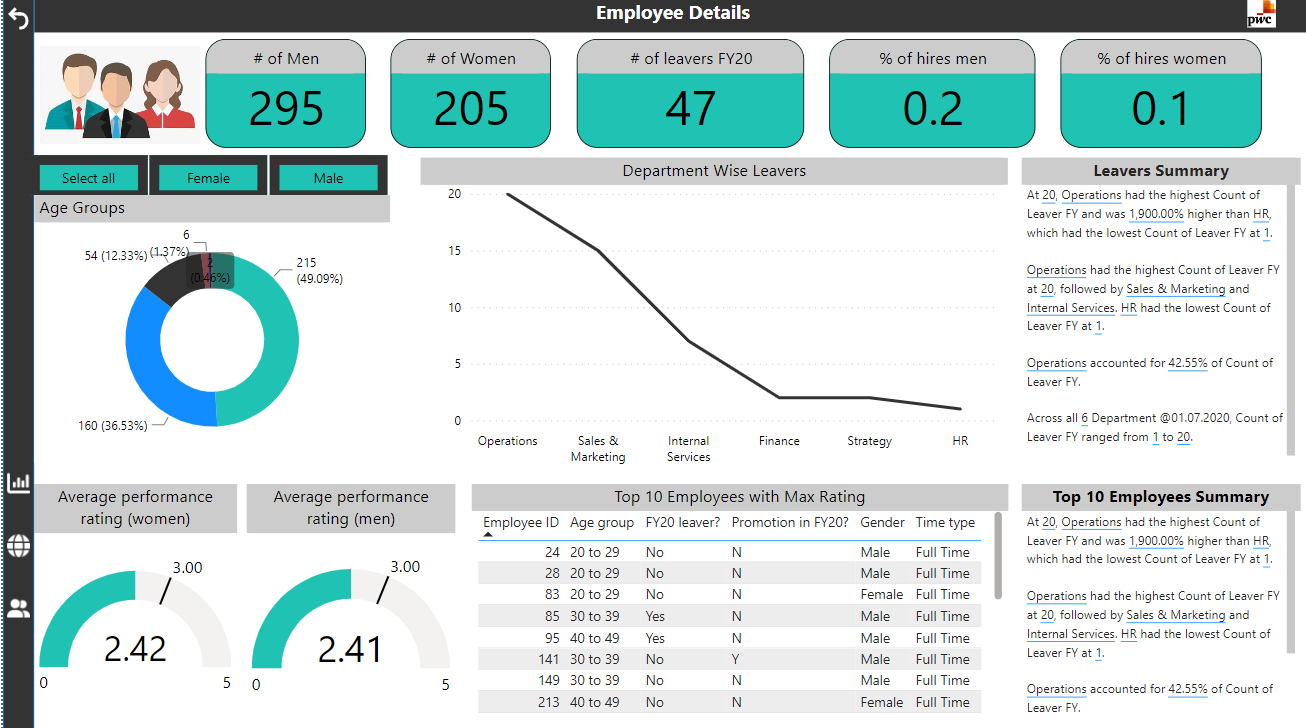 Employee Details
pwc
# of Men
295
# of Women
205
# of leavers FY20
47
% of hires men
0.2
% of hires women
0.1
Select all
Female
Male
Age Groups
6
(1.37%)
2
(0.46%)
54 (12.33%)
215
(49.09%)
160 (36.53%)
Department Wise Leavers
20
15
10
5
0
Operations
Sales &
Marketing
Internal
Services
Finance
Strategy
HR
Leavers Summary
At 20, Operations had the highest Count of
Leaver FY and was 1,900.00% higher than HR,
which had the lowest Count of Leaver FY at 1.
Operations had the highest Count of Leaver FY
at 20, followed by Sales & Marketing and
Internal Services. HR had the lowest Count of
Leaver FY at 1.
Operations accounted for 42.55% of Count of
Leaver FY.
Across all 6 Department @01.07.2020, Count of
Leaver FY ranged from 1 to 20.
Average performance
rating (women)
3.00
2.42
0
5
Average performance
rating (men)
3.00
2.41
0
5
Top 10 Employees with Max Rating
Employee ID Age group FY20 leaver? Promotion in FY20? Gender Time type
24 20 to 29 No N Male Full Time
28 20 to 29 No N Male Full Time
83 20 to 29 No N Female Full Time
85 30 to 39 Yes N Male Full Time
95 40 to 49 Yes N Male Full Time
141 30 to 39 No Y Male Full Time
149 30 to 39 No N Male Full Time
213 40 to 49 No N Female Full Time
Top 10 Employees Summary
At 20, Operations had the highest Count of
Leaver FY and was 1,900.00% higher than HR,
which had the lowest Count of Leaver FY at 1.
Operations had the highest Count of Leaver FY
at 20, followed by Sales & Marketing and
Internal Services. HR had the lowest Count of
Leaver FY at 1.
Operations accounted for 42.55% of Count of
Leaver FY.